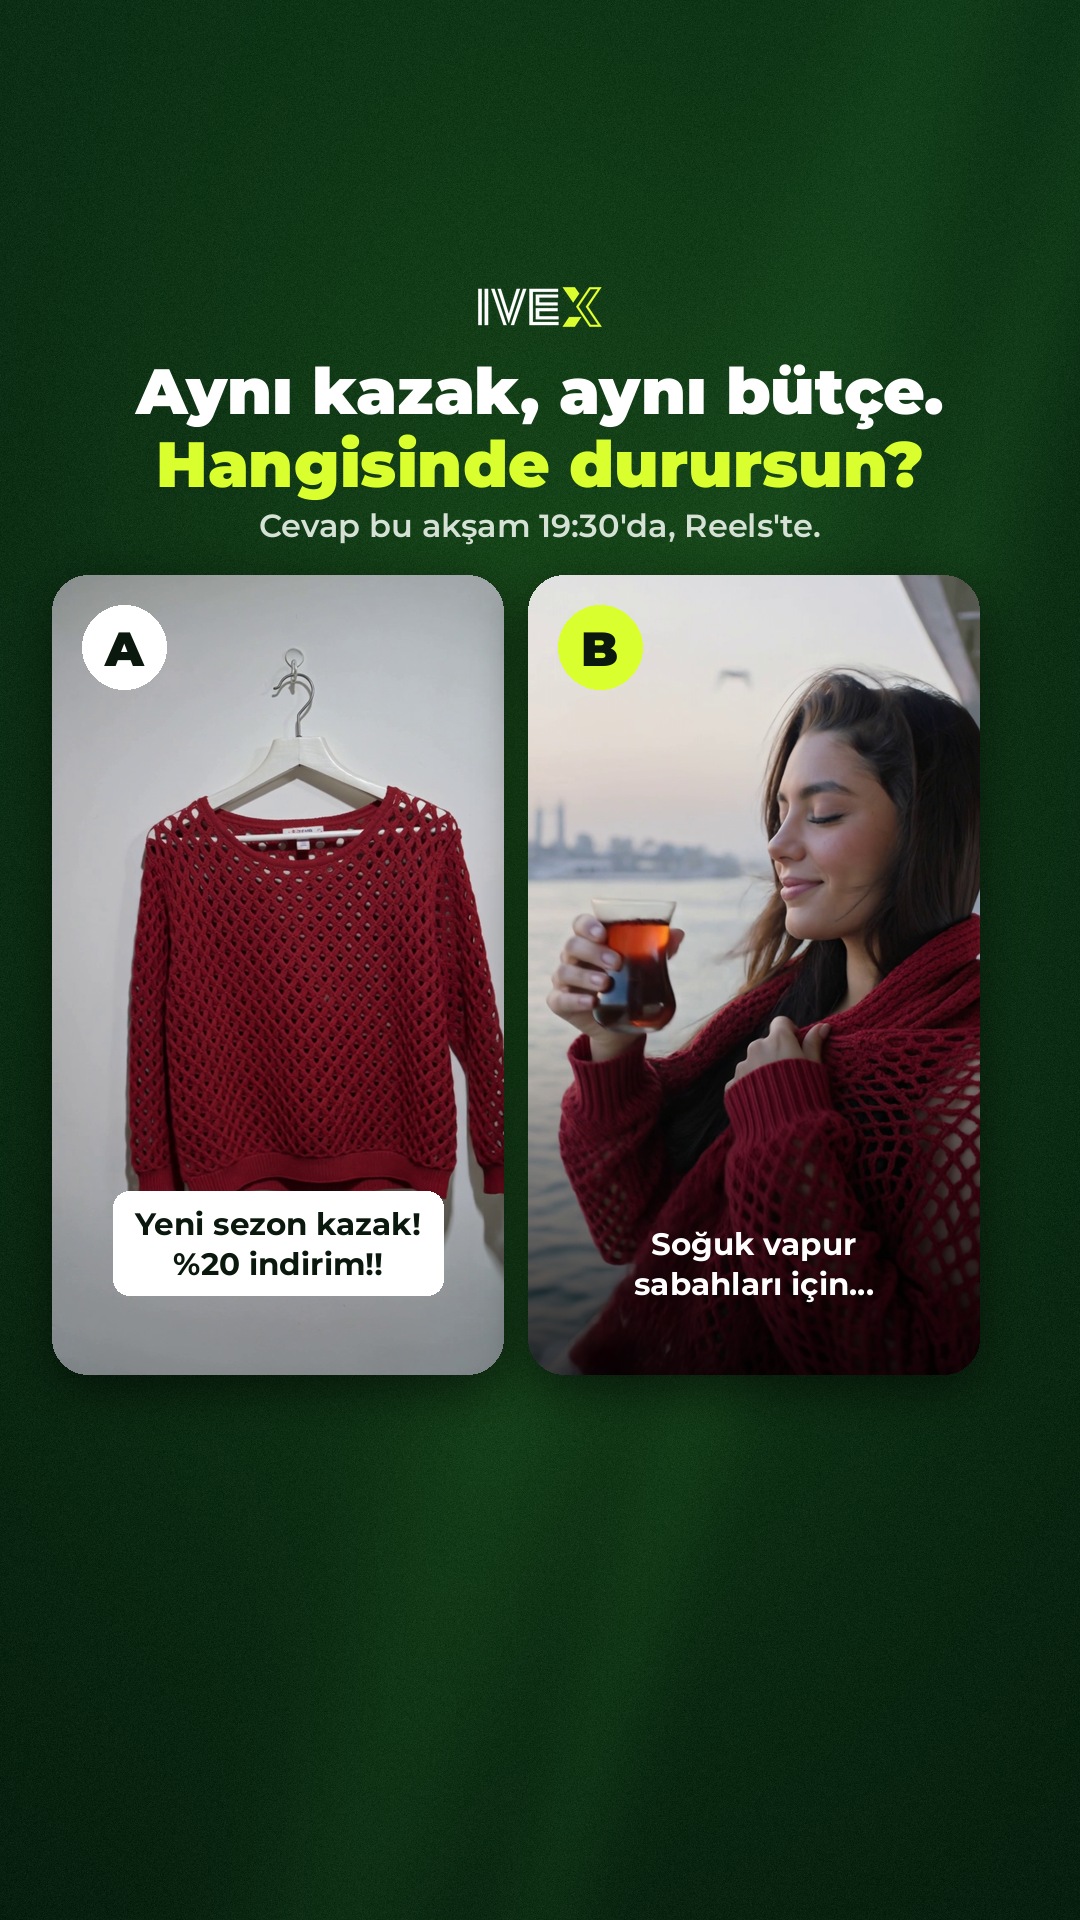 IVEX
Aynı kazak, aynı bütçe.
Hangisinde durursun?
Cevap bu akşam 19:30'da, Reels'te.
A
B
Yeni sezon kazak!
%20 indirim!!
Soğuk vapur
sabahları için...